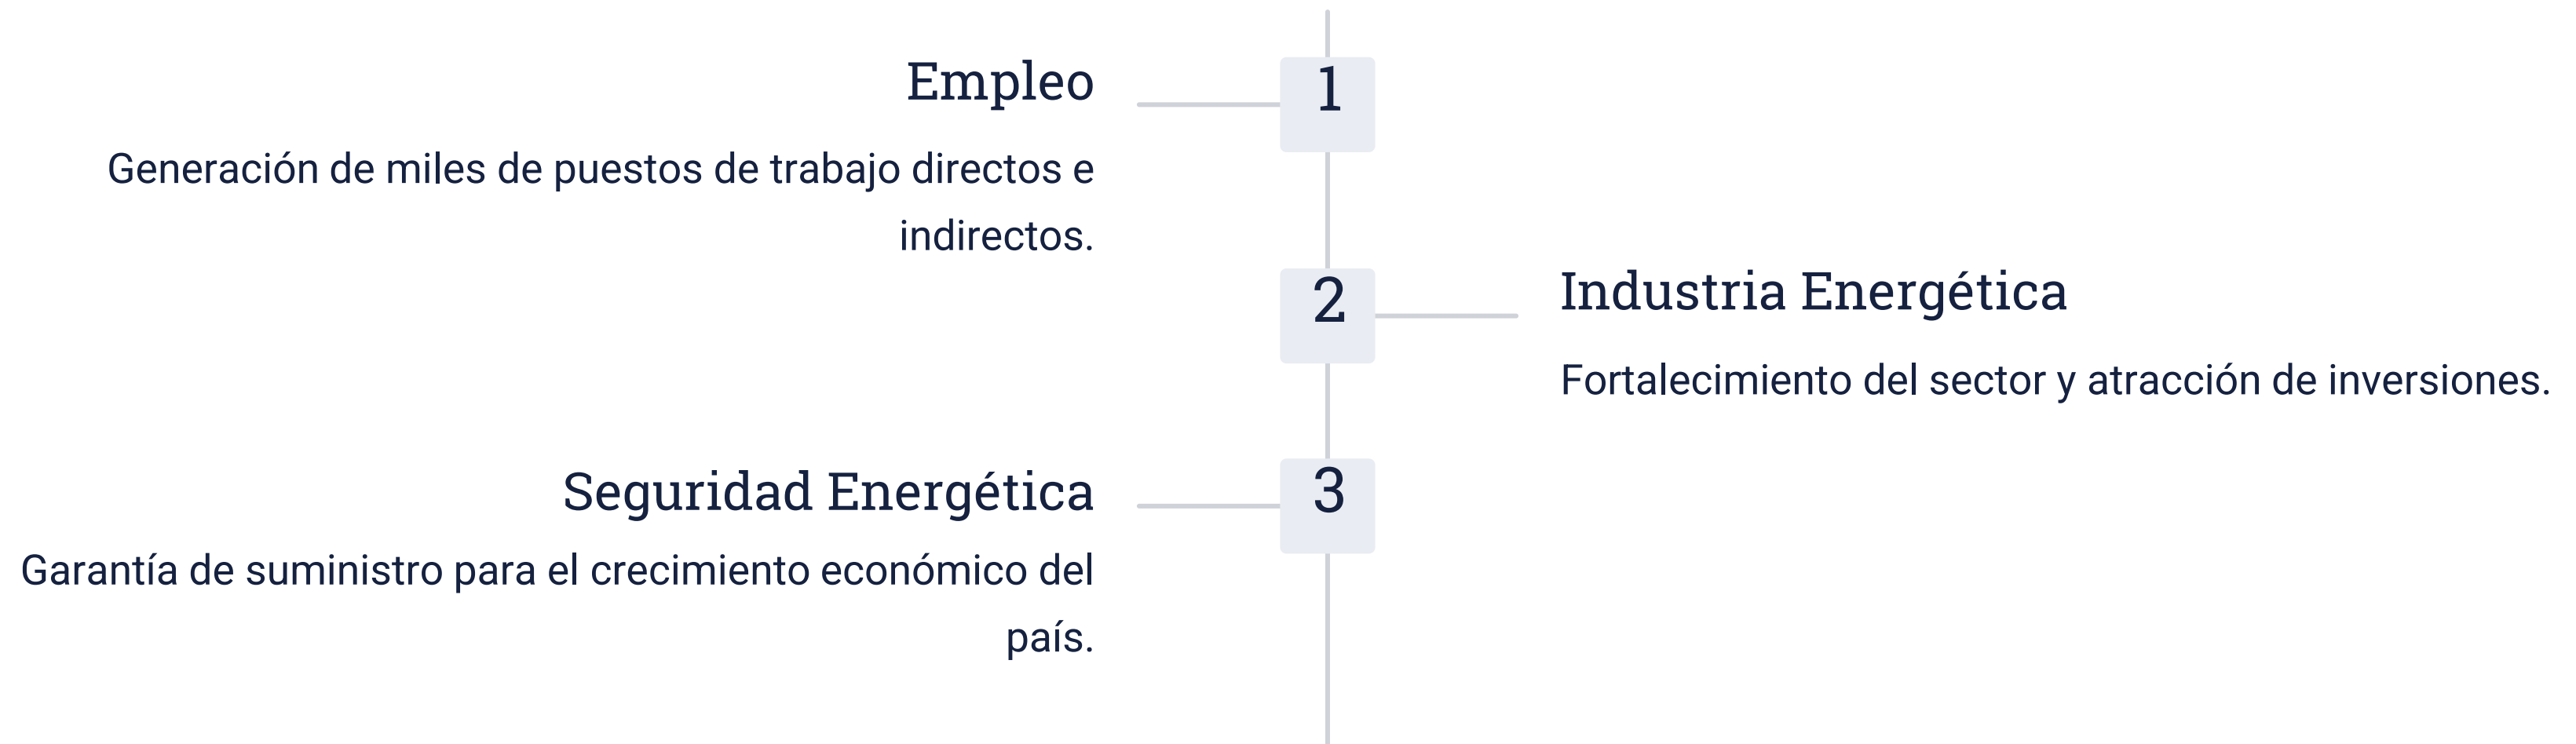 1
Empleo
Generación de miles de puestos de trabajo directos e
indirectos.
2
Industria Energética
Fortalecimiento del sector y atracción de inversiones.
3
Seguridad Energética
Garantía de suministro para el crecimiento económico del
país.